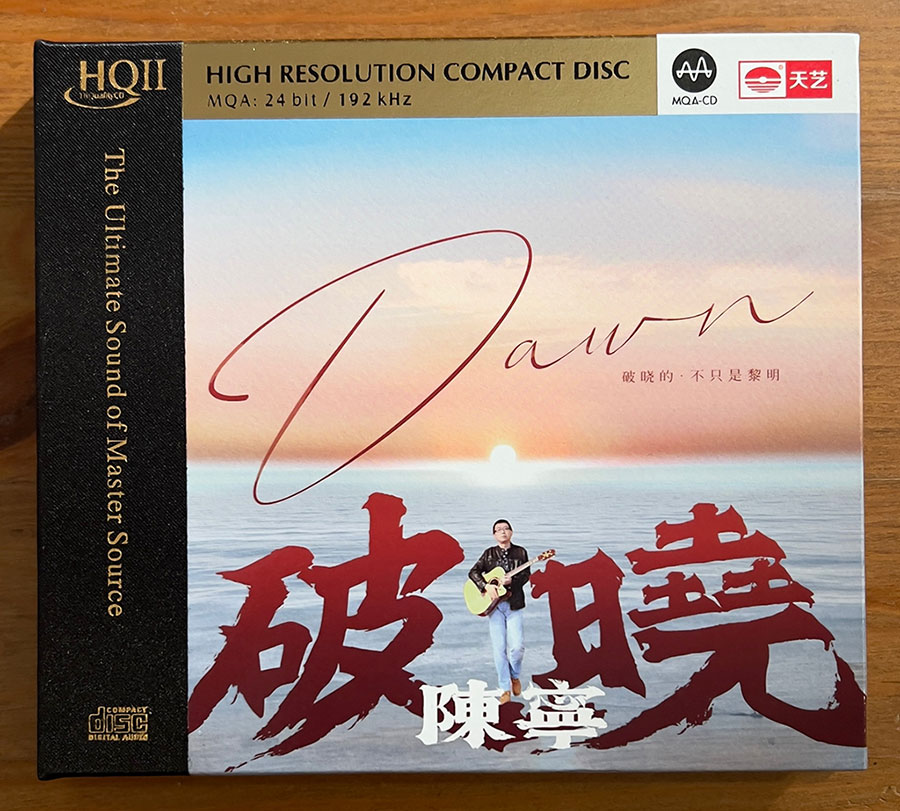 HQII
HiQualityCD
The Ultimate Sound of Master Source
COMPACT
disc
DIGITAL AUDIO
HIGH RESOLUTION COMPACT DISC
MQA: 24 bit / 192 kHz
MQA-CD
天艺
Dawn
破晓的·不只是黎明
破曉
陳寧